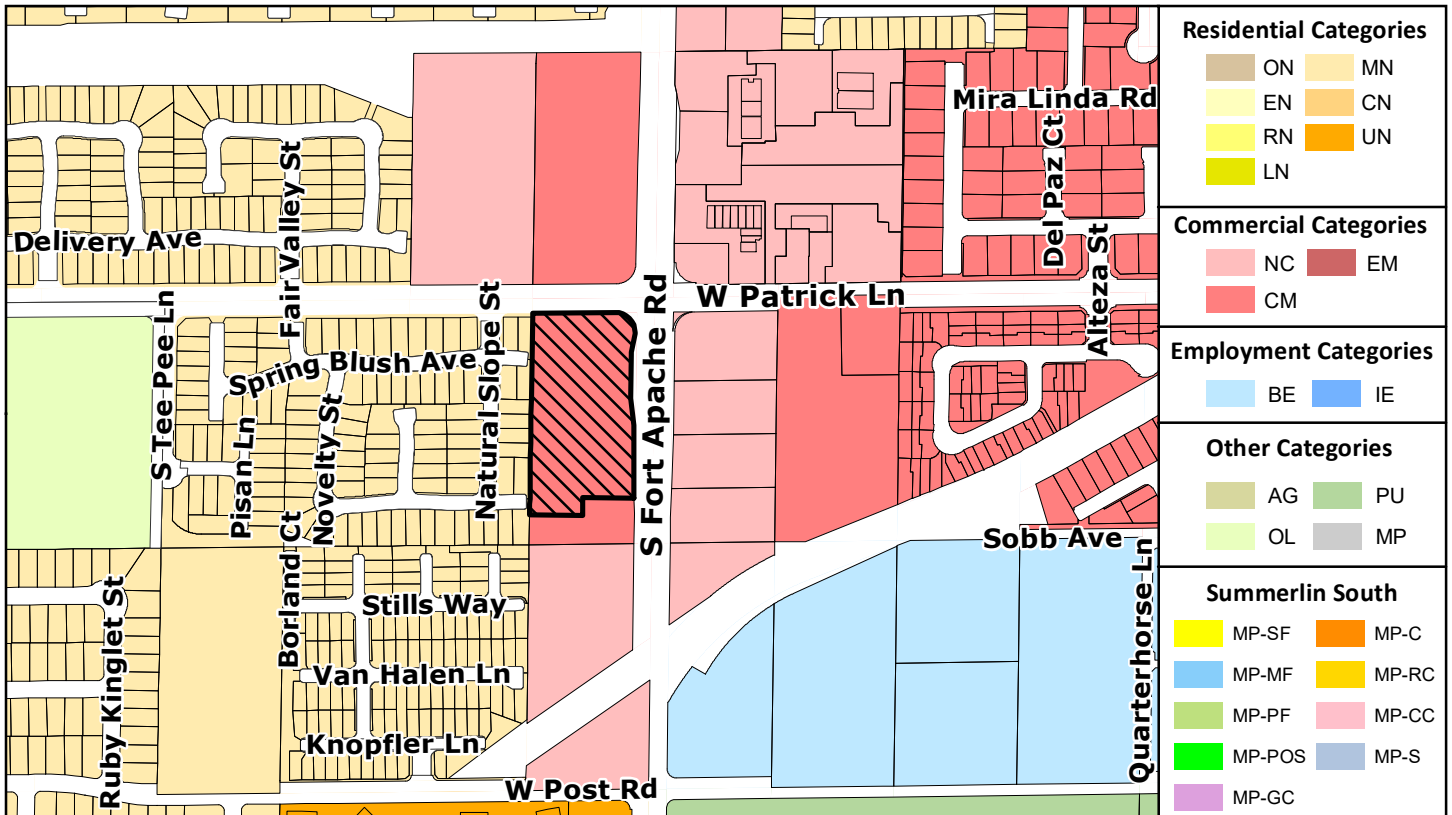 Mira Linda Rd
Del Paz Ct
Fair Valley St
Delivery Ave
Alteza St
W Patrick Ln
S Tee Pee Ln
Natural Slope St
S Fort Apache Rd
Spring Blush Ave
Pisan Ln
Novelty St
Borland Ct
Sobb Ave
Quarterhorse Ln
Ruby Kinglet St
Stills Way
Van Halen Ln
Knopfler Ln
W Post Rd
Residential Categories
ON MN
EN CN
RN UN
LN
Commercial Categories
NC EM
CM
Employment Categories
BE IE
Other Categories
AG PU
OL MP
Summerlin South
MP-SF MP-C
MP-MF MP-RC
MP-PF MP-CC
MP-POS MP-S
MP-GC